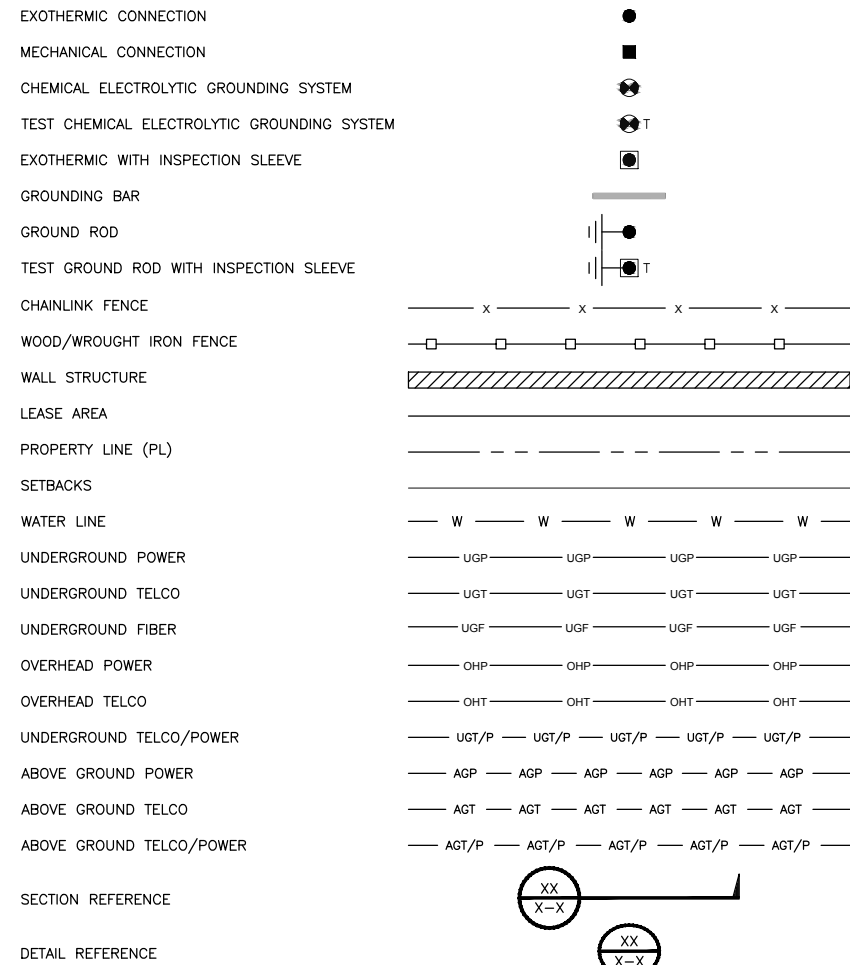 EXOTHERMIC CONNECTION
MECHANICAL CONNECTION
CHEMICAL ELECTROLYTIC GROUNDING SYSTEM
TEST CHEMICAL ELECTROLYTIC GROUNDING SYSTEM T
EXOTHERMIC WITH INSPECTION SLEEVE
GROUNDING BAR
GROUND ROD
TEST GROUND ROD WITH INSPECTION SLEEVE T
CHAINLINK FENCE X X X X
WOOD/WROUGHT IRON FENCE
WALL STRUCTURE
LEASE AREA
PROPERTY LINE (PL)
SETBACKS
WATER LINE W W W W W
UNDERGROUND POWER UGP UGP UGP UGP
UNDERGROUND TELCO UGT UGT UGT UGT
UNDERGROUND FIBER UGF UGF UGF UGF
OVERHEAD POWER OHP OHP OHP OHP
OVERHEAD TELCO OHT OHT OHT OHT
UNDERGROUND TELCO/POWER UGT/P UGT/P UGT/P UGT/P UGT/P
ABOVE GROUND POWER AGP AGP AGP AGP AGP AGP
ABOVE GROUND TELCO AGT AGT AGT AGT AGT AGT
ABOVE GROUND TELCO/POWER AGT/P AGT/P AGT/P AGT/P AGT/P
XX
SECTION REFERENCE X-X
XX
DETAIL REFERENCE X-X